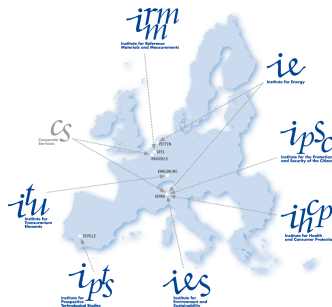 irmm
Institute for Reference
Materials and Measurements
ie
Institute for Energy
cs
Corporate
Services
PETTEN
GEEL
BRUSSELS
ipsc
Institute for the Protection
and Security of the Citizen
KARLSRUHE
ISPRA
itu
Institute for
Transuranium
Elements
ihcp
Institute for Health
and Consumer Protection
SEVILLE
ipts
Institute for
Prospective
Technological Studies
ies
Institute for
Environment and
Sustainability